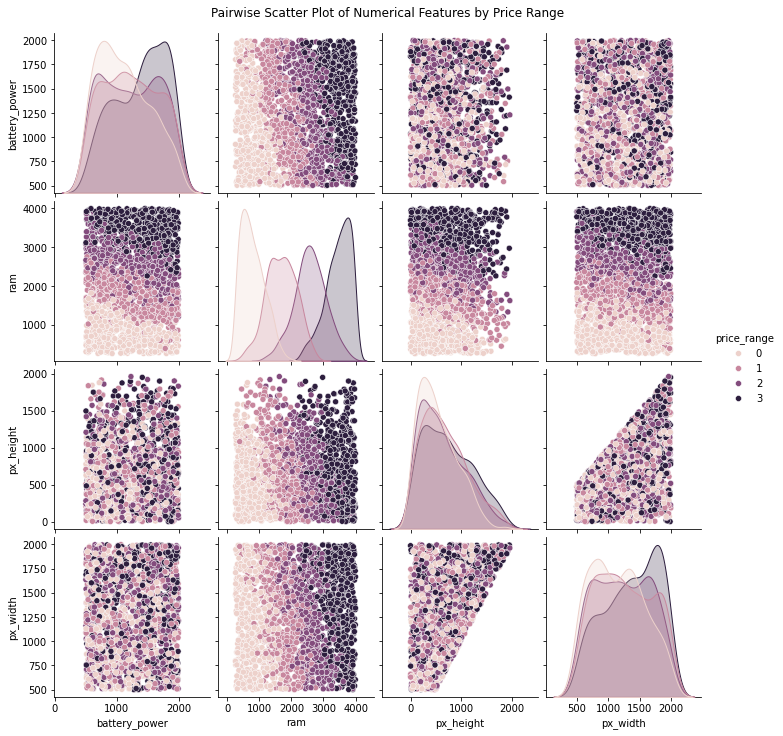 Pairwise Scatter Plot of Numerical Features by Price Range
2000
1750
1500
1250
1000
750
500
battery_power
4000
3000
2000
1000
ram
price_range
0
1
2
3
2000
1500
1000
500
0
px_height
2000
1750
1500
1250
1000
750
500
px_width
0 1000 2000
battery_power
0 1000 2000 3000 4000
ram
0 1000 2000
px_height
500 1000 1500 2000
px_width